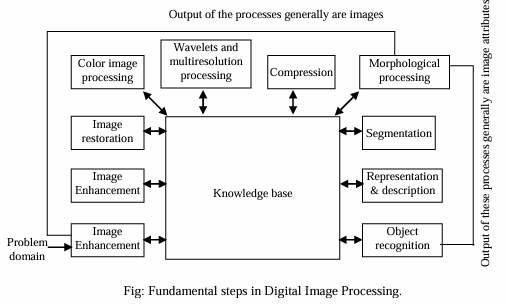 Output of the processes generally are images
Color image
processing
Wavelets and
multiresolution
processing
Compression
Morphological
processing
Image
restoration
Segmentation
Image
Enhancement
Knowledge base
Representation
& description
Problem
domain
Image
Enhancement
Object
recognition
Output of these processes generally are image attributes
Fig: Fundamental steps in Digital Image Processing.